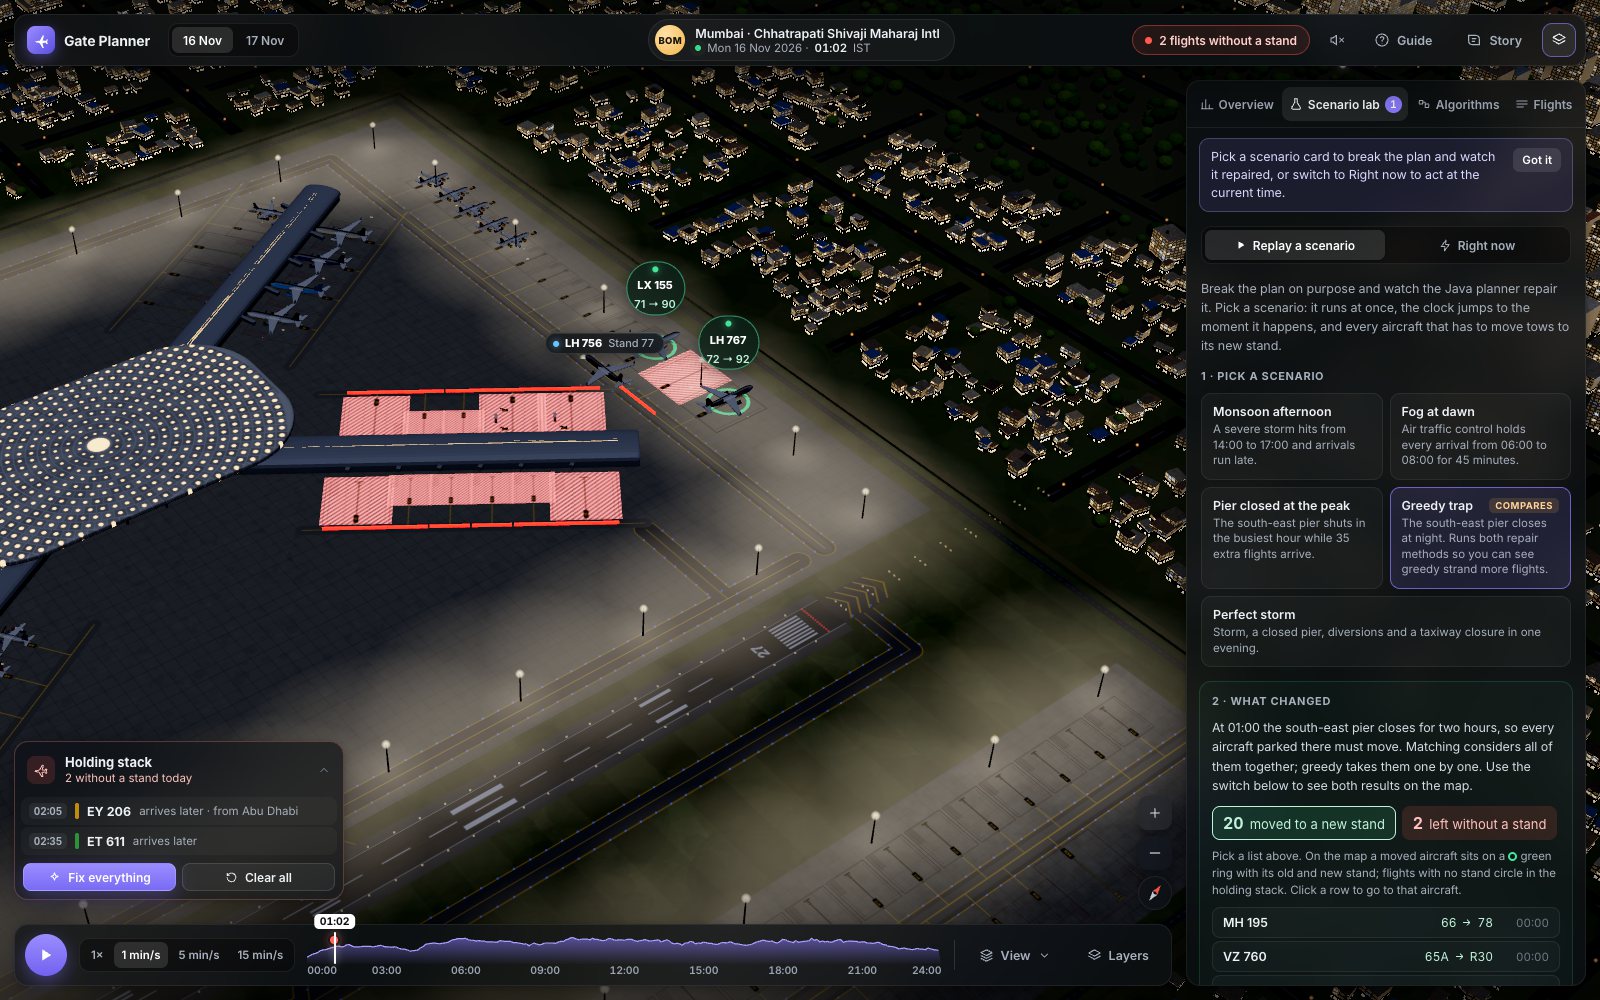 Gate Planner
16 Nov
17 Nov
BOM
Mumbai · Chhatrapati Shivaji Maharaj Intl
Mon 16 Nov 2026 · 01:02 IST
2 flights without a stand
Guide
Story
Overview
Scenario lab 1
Algorithms
Flights
Pick a scenario card to break the plan and watch
it repaired, or switch to Right now to act at the
current time.
Got it
Replay a scenario
Right now
Break the plan on purpose and watch the Java planner repair
it. Pick a scenario: it runs at once, the clock jumps to the
moment it happens, and every aircraft that has to move tows to
its new stand.
1 · PICK A SCENARIO
Monsoon afternoon
A severe storm hits from
14:00 to 17:00 and arrivals
run late.
Fog at dawn
Air traffic control holds
every arrival from 06:00 to
08:00 for 45 minutes.
Pier closed at the peak
The south-east pier shuts in
the busiest hour while 35
extra flights arrive.
Greedy trap COMPARES
The south-east pier closes
at night. Runs both repair
methods so you can see
greedy strand more flights.
Perfect storm
Storm, a closed pier, diversions and a taxiway closure in one
evening.
2 · WHAT CHANGED
At 01:00 the south-east pier closes for two hours, so every
aircraft parked there must move. Matching considers all of
them together; greedy takes them one by one. Use the
switch below to see both results on the map.
20 moved to a new stand
2 left without a stand
Pick a list above. On the map a moved aircraft sits on a green
ring with its old and new stand; flights with no stand circle in the
holding stack. Click a row to go to that aircraft.
MH 195 66 → 78 00:00
VZ 760 65A → R30 00:00
LX 155
71 → 90
LH 756 Stand 77
LH 767
72 → 92
27
Holding stack
2 without a stand today
02:05 EY 206 arrives later · from Abu Dhabi
02:35 ET 611 arrives later
Fix everything
Clear all
1×
1 min/s
5 min/s
15 min/s
01:02
00:00 03:00 06:00 09:00 12:00 15:00 18:00 21:00 24:00
View
Layers